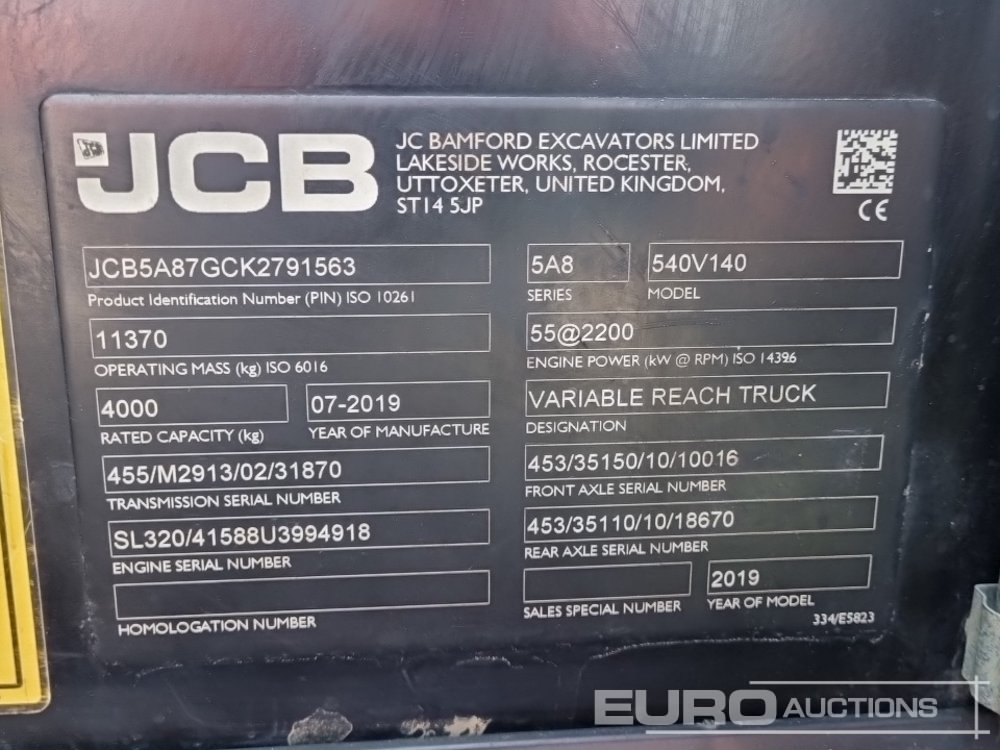 JCB
JC BAMFORD EXCAVATORS LIMITED
LAKESIDE WORKS, ROCESTER,
UTTOXETER, UNITED KINGDOM,
ST14 5JP
CE
JCB5A87GCK2791563
Product Identification Number (PIN) ISO 10261
5A8
SERIES
540V140
MODEL
11370
OPERATING MASS (kg) ISO 6016
55@2200
ENGINE POWER (kW @ RPM) ISO 14396
4000
RATED CAPACITY (kg)
07-2019
YEAR OF MANUFACTURE
VARIABLE REACH TRUCK
DESIGNATION
455/M2913/02/31870
TRANSMISSION SERIAL NUMBER
453/35150/10/10016
FRONT AXLE SERIAL NUMBER
SL320/41588U3994918
ENGINE SERIAL NUMBER
453/35110/10/18670
REAR AXLE SERIAL NUMBER
HOMOLOGATION NUMBER
SALES SPECIAL NUMBER
2019
YEAR OF MODEL
334/E5823
EURO AUCTIONS